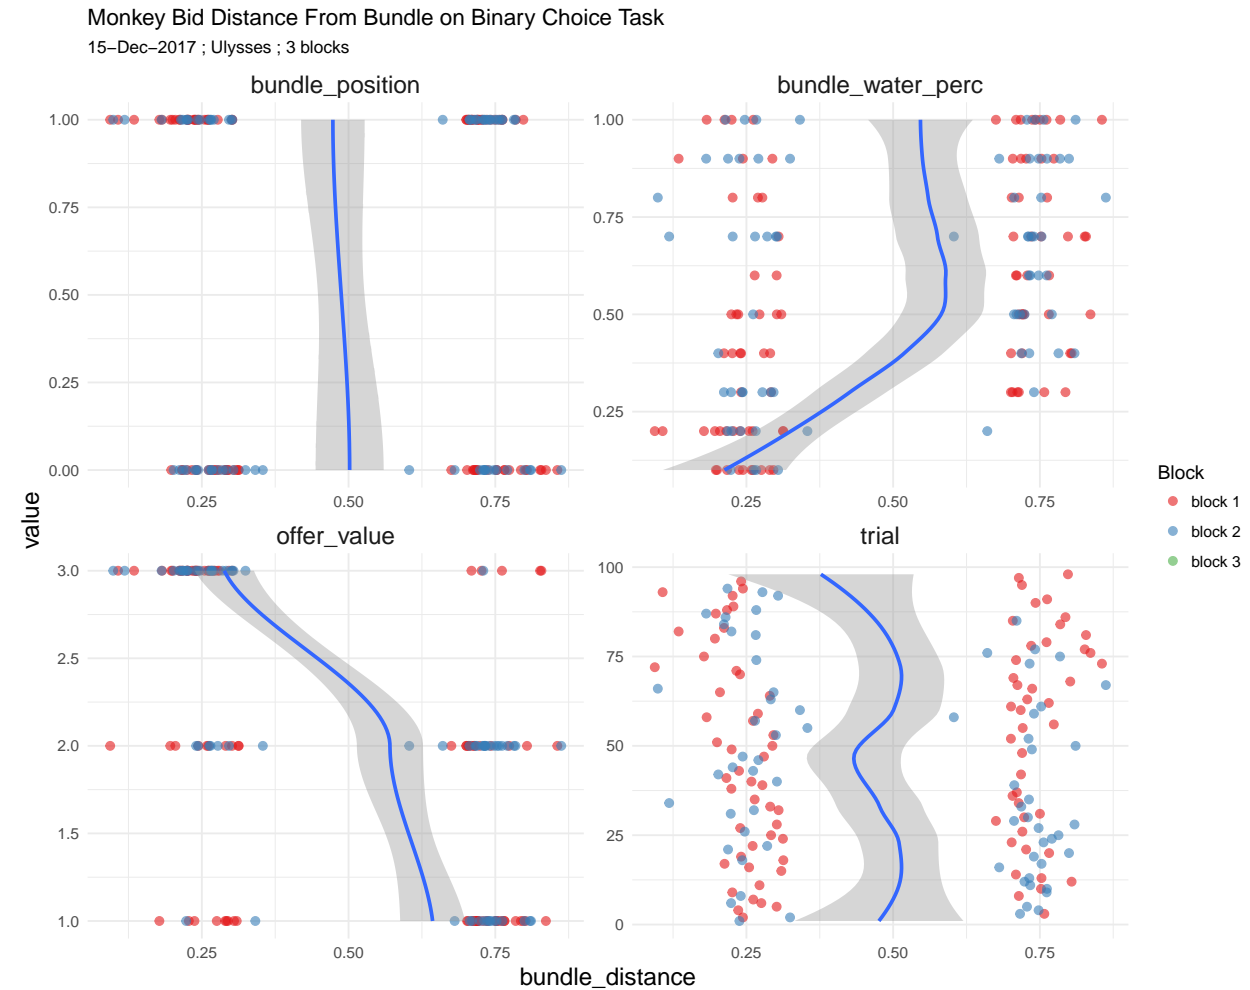 Monkey Bid Distance From Bundle on Binary Choice Task
15−Dec−2017 ; Ulysses ; 3 blocks
bundle_position
bundle_water_perc
1.00
0.75
0.50
0.25
0.00
0.25
0.50
0.75
1.00
0.75
0.50
0.25
0.25
0.50
0.75
offer_value
trial
3.0
2.5
2.0
1.5
1.0
0.25
0.50
0.75
100
75
50
25
0
0.25
0.50
0.75
value
bundle_distance
Block
block 1
block 2
block 3